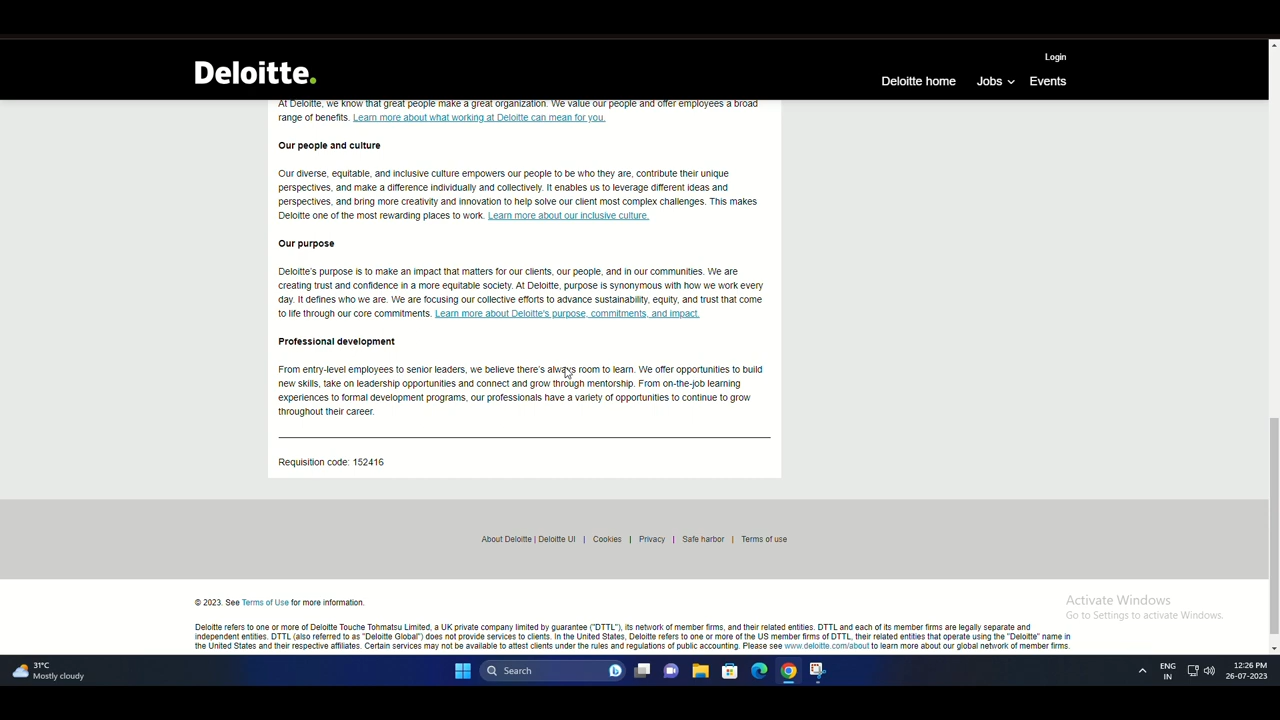 Login
Deloitte.
Deloitte home Jobs Events
At Deloitte, we know that great people make a great organization. We value our people and offer employees a broad
range of benefits. Learn more about what working at Deloitte can mean for you.
Our people and culture
Our diverse, equitable, and inclusive culture empowers our people to be who they are, contribute their unique
perspectives, and make a difference individually and collectively. It enables us to leverage different ideas and
perspectives, and bring more creativity and innovation to help solve our client most complex challenges. This makes
Deloitte one of the most rewarding places to work. Learn more about our inclusive culture.
Our purpose
Deloitte's purpose is to make an impact that matters for our clients, our people, and in our communities. We are
creating trust and confidence in a more equitable society. At Deloitte, purpose is synonymous with how we work every
day. It defines who we are. We are focusing our collective efforts to advance sustainability, equity, and trust that come
to life through our core commitments. Learn more about Deloitte's purpose, commitments, and impact.
Professional development
From entry-level employees to senior leaders, we believe there's always room to learn. We offer opportunities to build
new skills, take on leadership opportunities and connect and grow through mentorship. From on-the-job learning
experiences to formal development programs, our professionals have a variety of opportunities to continue to grow
throughout their career.
Requisition code: 152416
About Deloitte | Deloitte UI | Cookies | Privacy | Safe harbor | Terms of use
© 2023. See Terms of Use for more information.
Activate Windows
Go to Settings to activate Windows.
Deloitte refers to one or more of Deloitte Touche Tohmatsu Limited, a UK private company limited by guarantee ("DTTL"), its network of member firms, and their related entities. DTTL and each of its member firms are legally separate and
independent entities. DTTL (also referred to as "Deloitte Global") does not provide services to clients. In the United States, Deloitte refers to one or more of the US member firms of DTTL, their related entities that operate using the "Deloitte" name in
the United States and their respective affiliates. Certain services may not be available to attest clients under the rules and regulations of public accounting. Please see www.deloitte.com/about to learn more about our global network of member firms.
31°C
Mostly cloudy
Search
ENG
IN
12:26 PM
26-07-2023